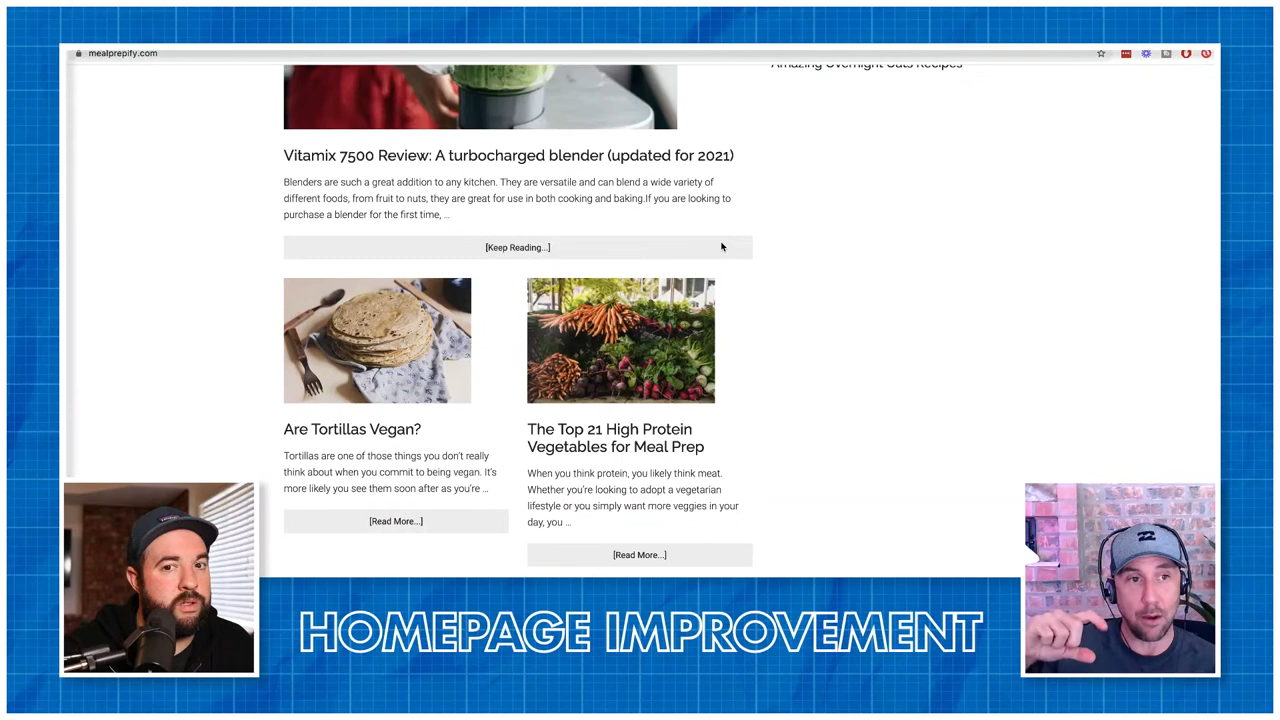 mealprepify.com
Amazing Overnight Oats Recipes
Vitamix 7500 Review: A turbocharged blender (updated for 2021)
Blenders are such a great addition to any kitchen. They are versatile and can blend a wide variety of
different foods, from fruit to nuts, they are great for use in both cooking and baking.If you are looking to
purchase a blender for the first time, ...
[Keep Reading...]
Are Tortillas Vegan?
Tortillas are one of those things you don't really
think about when you commit to being vegan. It's
more likely you see them soon after as you're ...
[Read More...]
The Top 21 High Protein
Vegetables for Meal Prep
When you think protein, you likely think meat.
Whether you're looking to adopt a vegetarian
lifestyle or you simply want more veggies in your
day, you ...
[Read More...]
HOMEPAGE IMPROVEMENT